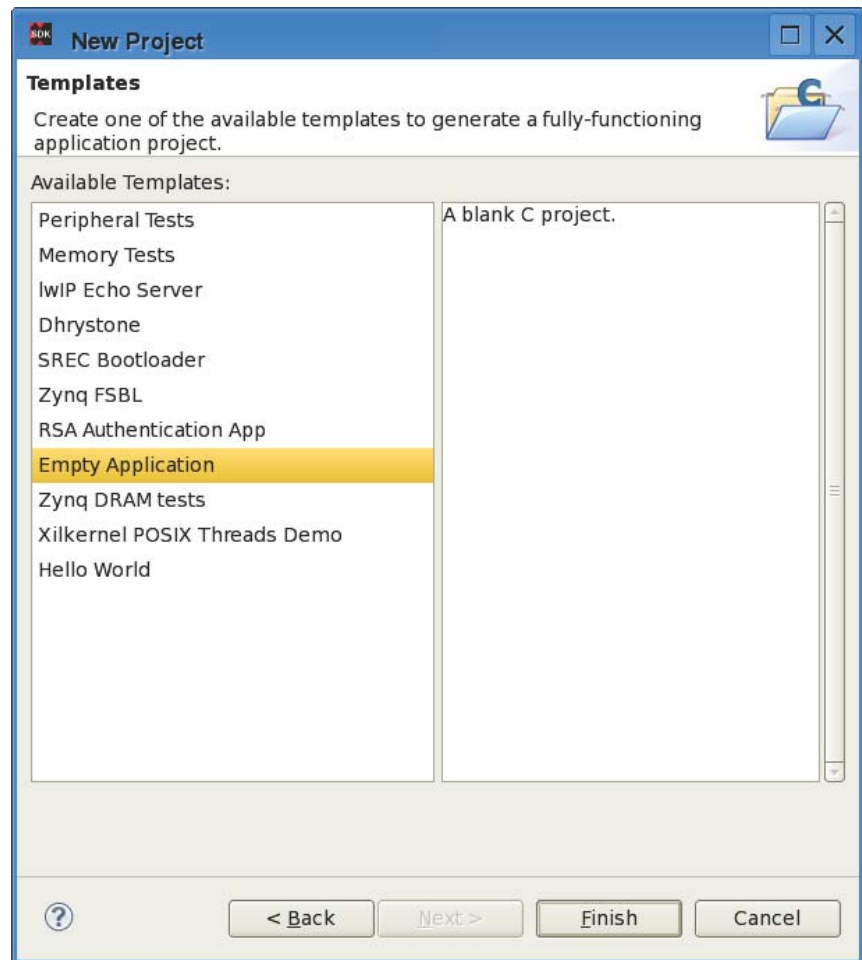 SDK
New Project
Templates
Create one of the available templates to generate a fully-functioning
application project.
C
Available Templates:
Peripheral Tests
Memory Tests
lwIP Echo Server
Dhrystone
SREC Bootloader
Zynq FSBL
RSA Authentication App
Empty Application
Zynq DRAM tests
Xilkernel POSIX Threads Demo
Hello World
A blank C project.
?
< Back
Next >
Finish
Cancel